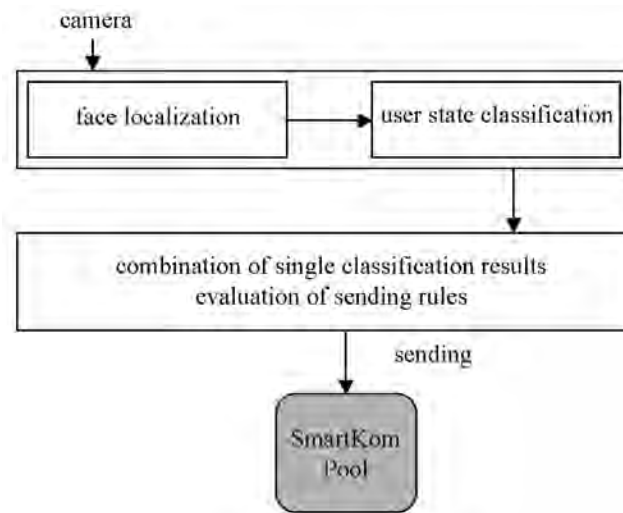 camera
face localization
user state classification
combination of single classification results
evaluation of sending rules
sending
SmartKom
Pool